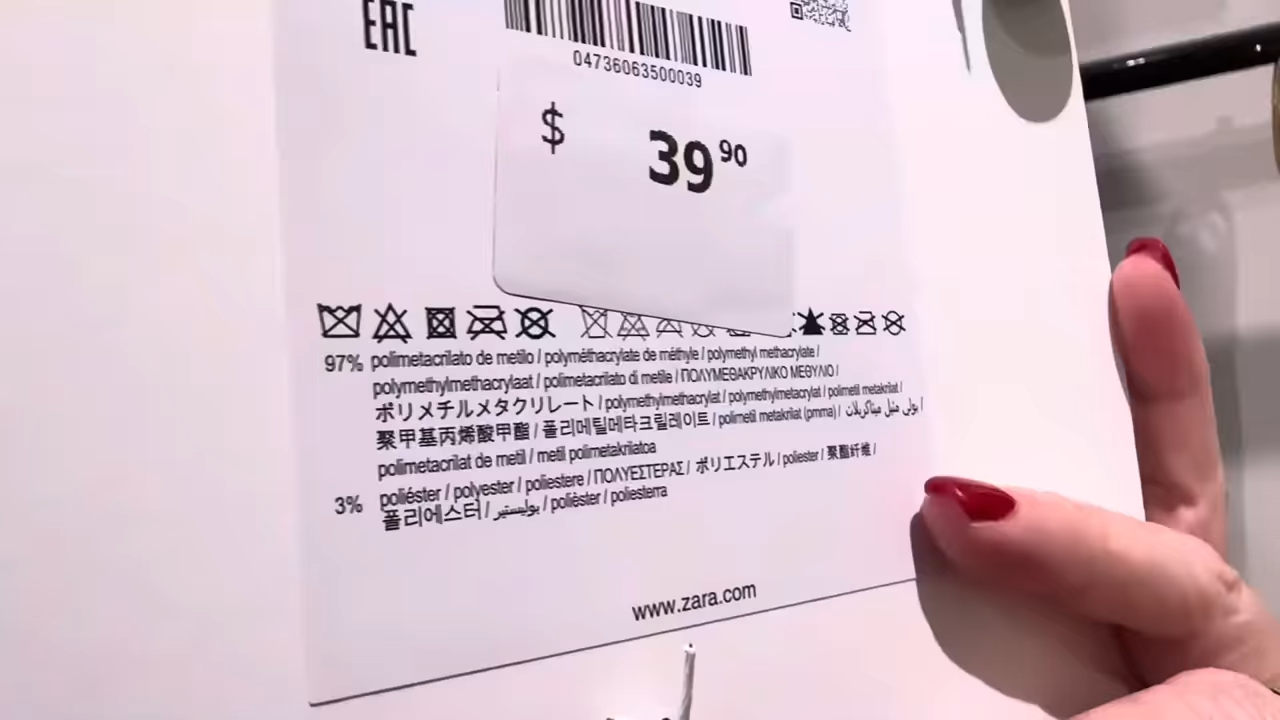 EAC
04736063500039
$ 39 90
97% polimetacrilato de metilo / polyméthacrylate de méthyle / polymethyl methacrylate /
polymethylmethacrylaat / polimetacrilato di metile / ΠΟΛΥΜΕΘΑΚΡΥΛΙΚΟ ΜΕΘΥΛΙΟ /
ポリメチルメタクリレート / polymethylmethacrylat / polymethylmetacrylat / polimetil metakrilat /
聚甲基丙烯酸甲酯 / 폴리메틸메타크릴레이트 / polimetil metakrilat (pmma) / بولي مثيل ميثاكريلات /
polimetacrilat de metil / metil polimetakrilatoa
3% poliéster / polyester / poliestere / ΠΟΛΥΕΣΤΕΡΑΣ / ポリエステル / poliester / 聚酯纤维 /
폴리에스터 / بوليستير / polièster / poliesterra
www.zara.com